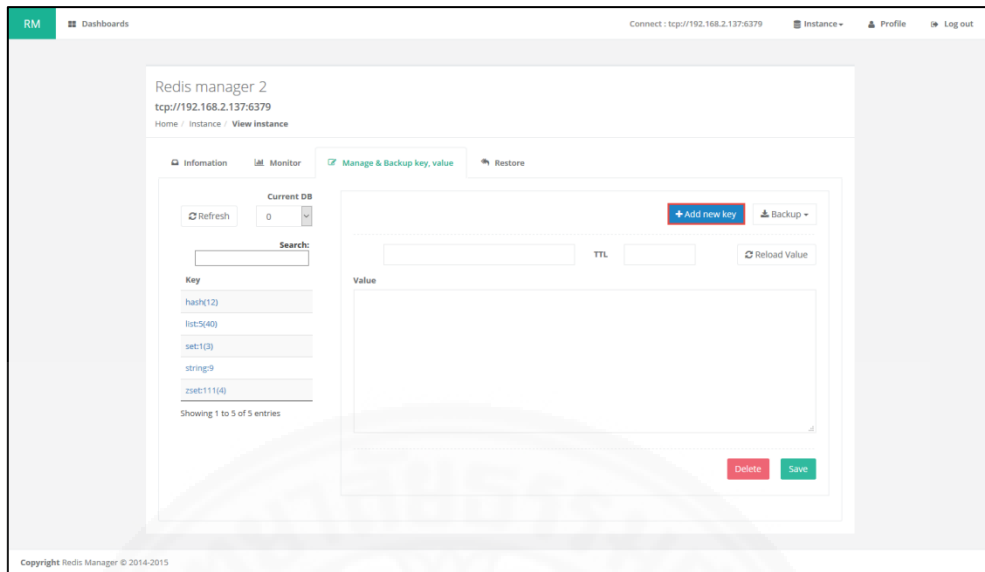 RM Dashboards Connect : tcp://192.168.2.137:6379 Instance Profile Log out
Redis manager 2
tcp://192.168.2.137:6379
Home / Instance / View instance
Infomation Monitor Manage & Backup key, value Restore
Current DB
Refresh 0
Add new key Backup
Search:
TTL Reload Value
Key
Value
hash(12)
list:5(40)
set:1(3)
string:9
zset:111(4)
Showing 1 to 5 of 5 entries
Delete Save
Copyright Redis Manager © 2014-2015